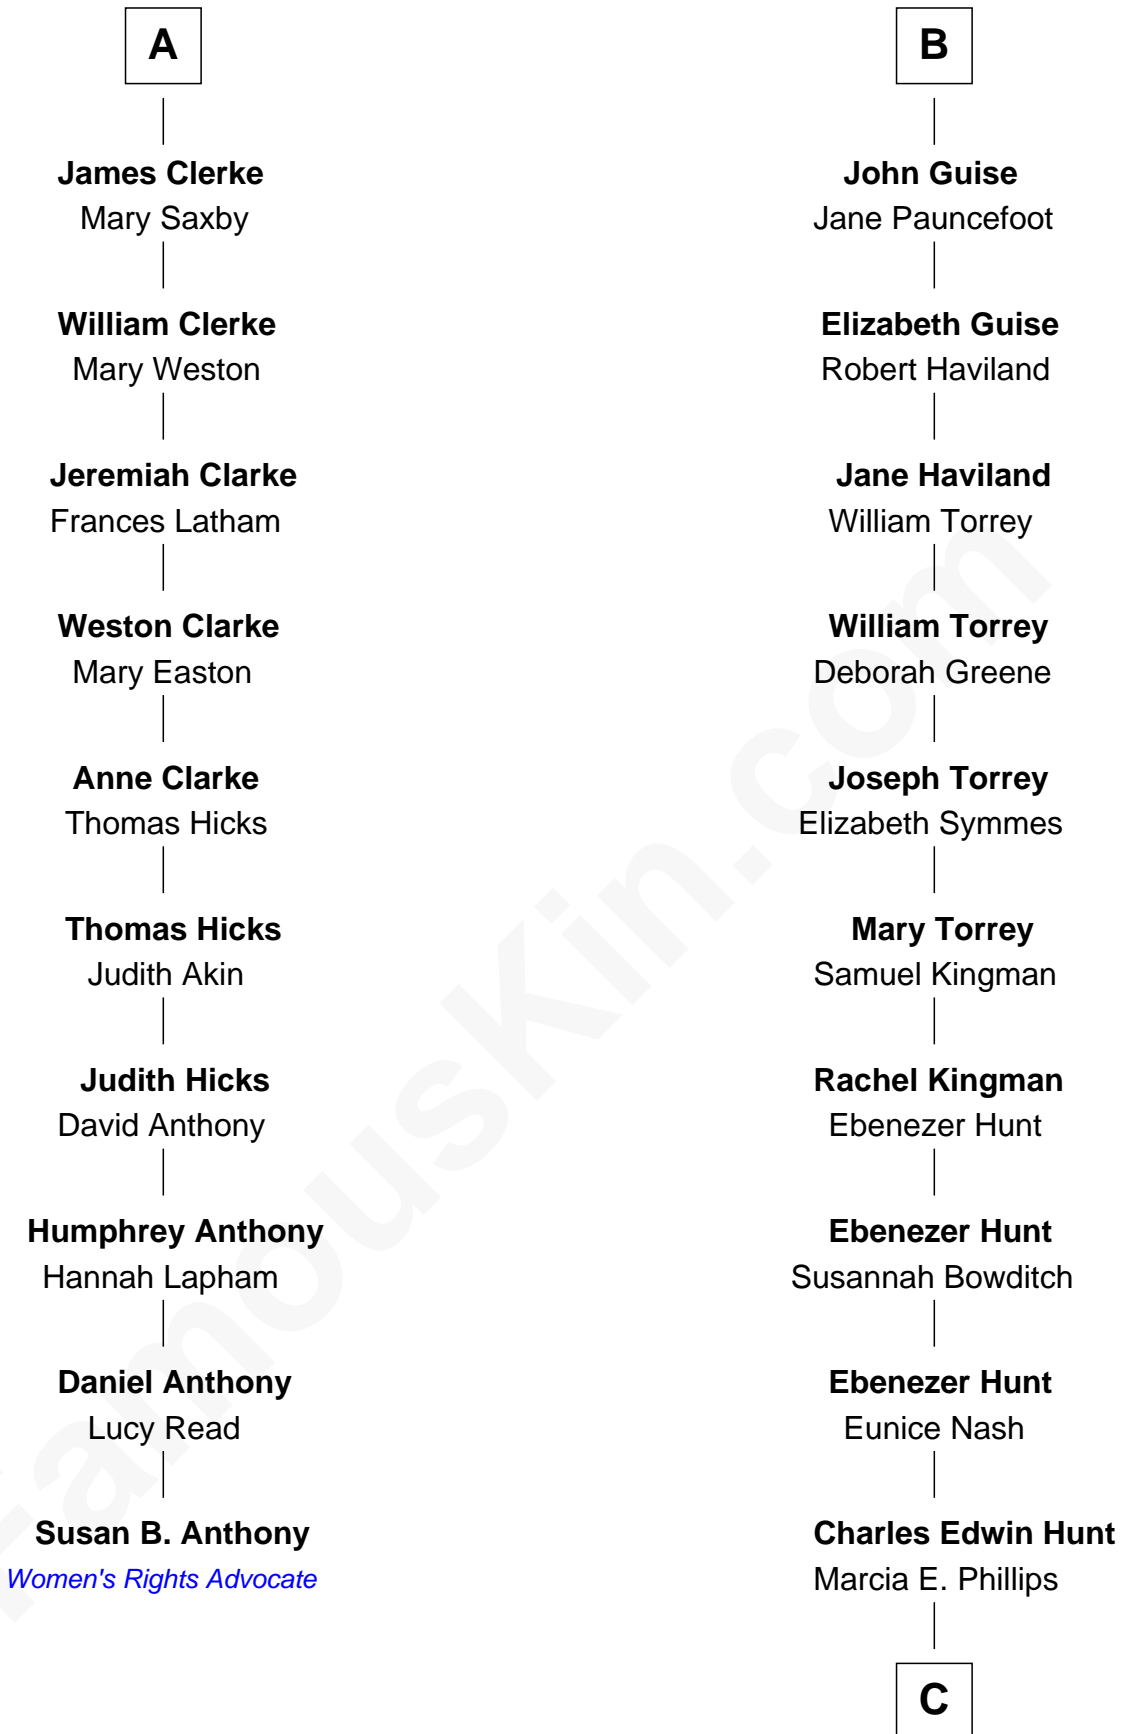 A
James Clerke
Mary Saxby
William Clerke
Mary Weston
Jeremiah Clarke
Frances Latham
Weston Clarke
Mary Easton
Anne Clarke
Thomas Hicks
Thomas Hicks
Judith Akin
Judith Hicks
David Anthony
Humphrey Anthony
Hannah Lapham
Daniel Anthony
Lucy Read
Susan B. Anthony
Women's Rights Advocate
B
John Guise
Jane Pauncefoot
Elizabeth Guise
Robert Haviland
Jane Haviland
William Torrey
William Torrey
Deborah Greene
Joseph Torrey
Elizabeth Symmes
Mary Torrey
Samuel Kingman
Rachel Kingman
Ebenezer Hunt
Ebenezer Hunt
Susannah Bowditch
Ebenezer Hunt
Eunice Nash
Charles Edwin Hunt
Marcia E. Phillips
C
FamousKin.com